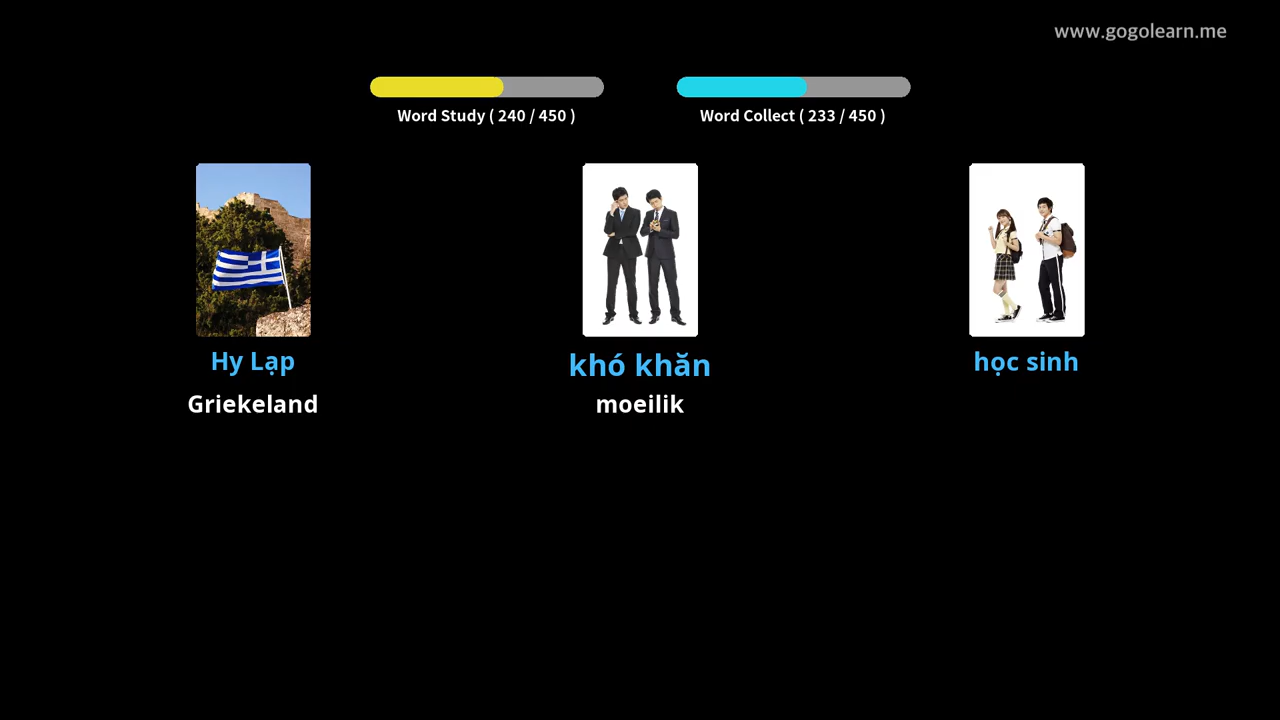 www.gogolearn.me
Word Study ( 240 / 450 )
Word Collect ( 233 / 450 )
Hy Lạp
khó khăn
học sinh
Griekeland
moeilik